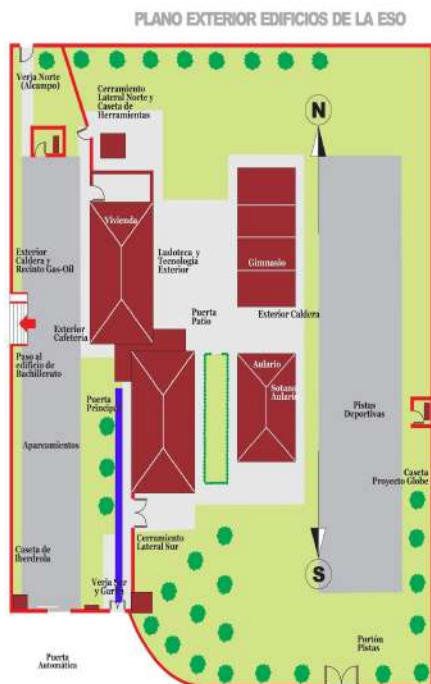 PLANO EXTERIOR EDIFICIOS DE LA ESO
Verja Norte
(Alcampo)
Cerramiento
Lateral Norte y
Caseta de
Herramientas
N
Vivienda
Exterior
Caldera y
Recinto Gas-Oil
Ludoteca y
Tecnología
Exterior
Gimnasio
Puerta
Patio
Exterior Caldera
Exterior
Cafetería
Paso al
edificio de
Bachillerato
Aulario
Sotano
Aulario
Puerta
Principal
Pistas
Deportivas
Aparcamientos
Caseta
Proyecto Globe
Cerramiento
Lateral Sur
Caseta de
Iberdrola
S
Verja Sur
y Garita
Portón
Pistas
Puerta
Automática